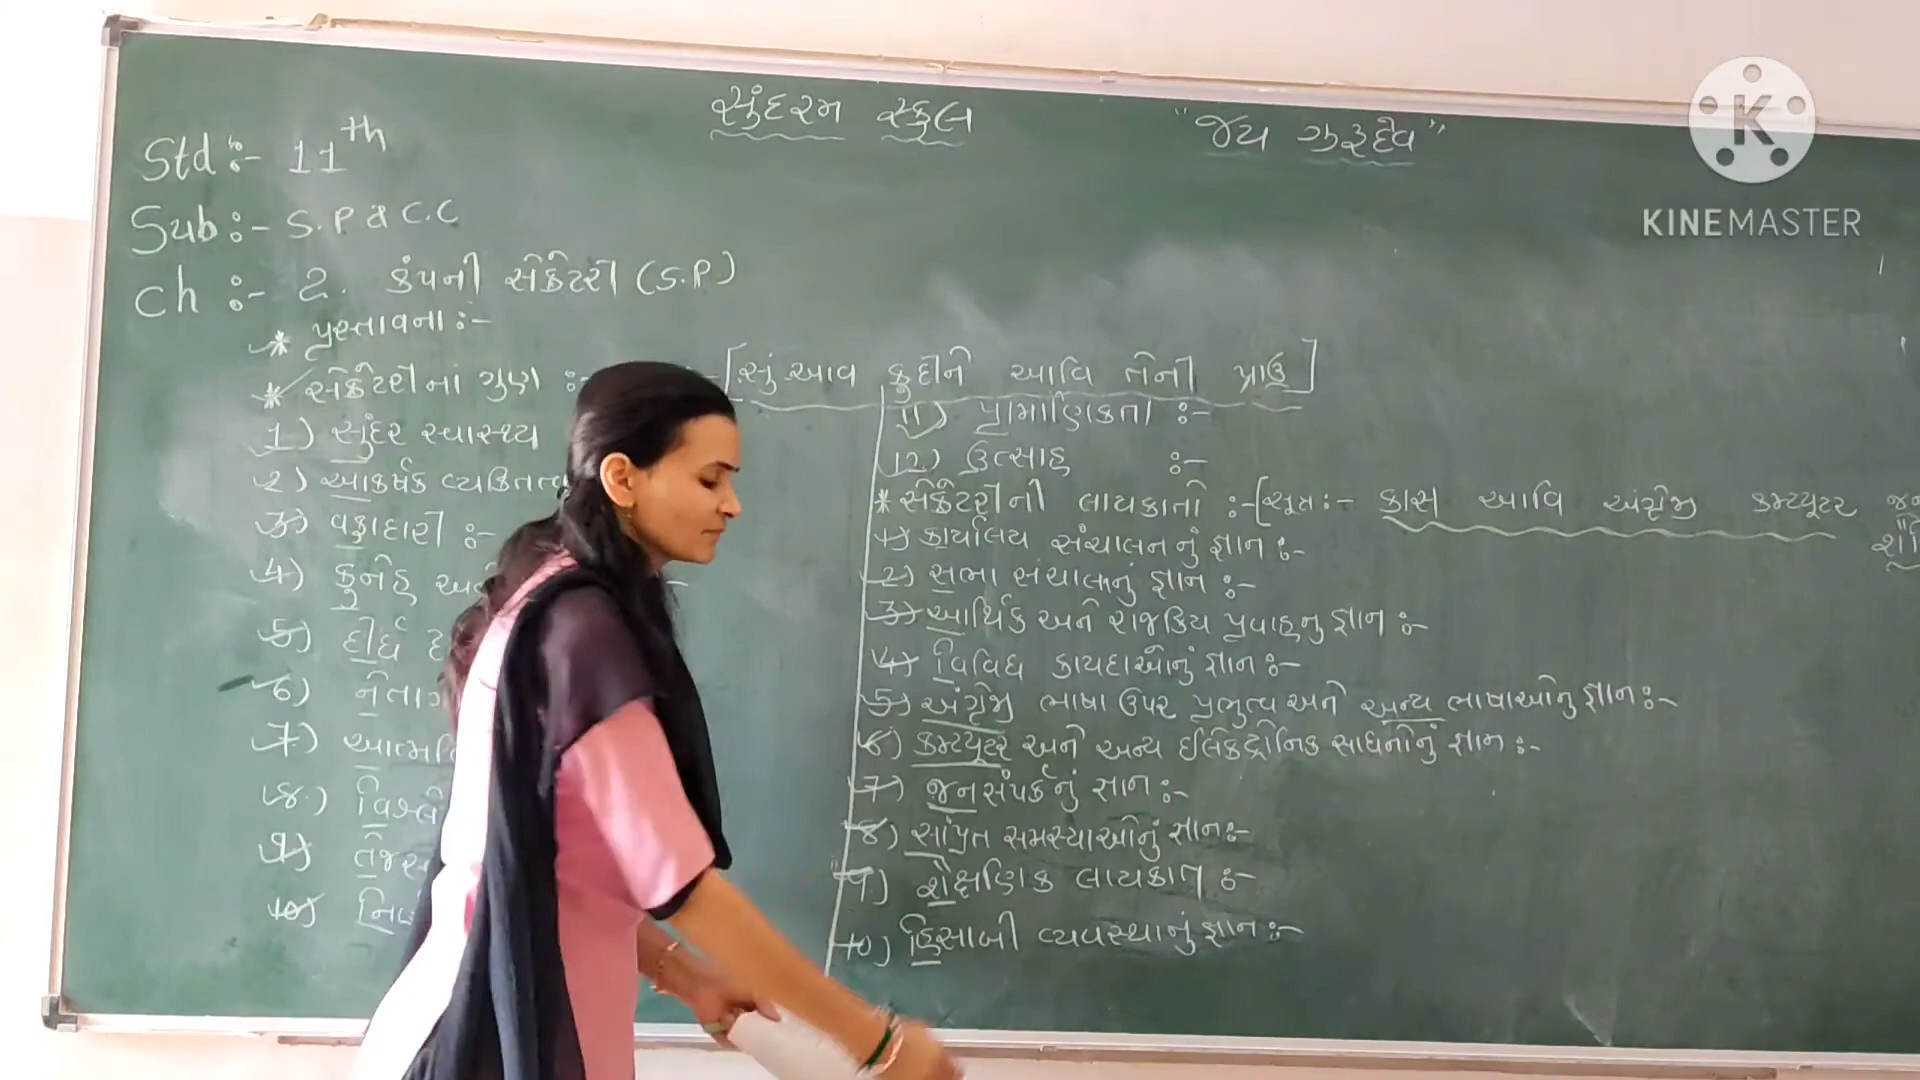 સુંદરમ સ્કુલ
"જય ગુરૂદેવ"
Std :- 11th
Sub :- S.P & C.C
Ch :- 2. કંપની સેક્રેટરી (S.P)
* પ્રસ્તાવના :-
* સેક્રેટરીનાં ગુણ :- [સું આવ કુદીને આવિ તેની પ્રાઉ]
1) સુંદર સ્વાસ્થ્ય
2) આકર્ષક વ્યકિતત્વ
3) વફાદારી :-
4) કુનેહ
5) દીર્ઘ
6) નેતા
7) આત્મ
8)
9) તેજ
10)
11) પ્રામાણિકતા :-
12) ઉત્સાહ :-
* સેક્રેટરીની લાયકાતો :- [સૂત્ર :- કાસ આવિ અંગ્રેજી કમ્પ્યૂટર
1) કાર્યાલય સંચાલનનું જ્ઞાન :-
2) સભા સંચાલનનું જ્ઞાન :-
3) આર્થિક અને રાજકિય પ્રવાહનુ જ્ઞાન :-
4) વિવિધ કાયદાઓનું જ્ઞાન :-
5) અંગ્રેજી ભાષા ઉપર પ્રભુત્વ અને અન્ય ભાષાઓનુ જ્ઞાન :-
6) કમ્પ્યૂટર અને અન્ય ઈલેક્ટ્રોનિક સાધનોનું જ્ઞાન :-
7) જનસંપર્કનું જ્ઞાન :-
8) સાંપ્રત સમસ્યાઓનું જ્ઞાન :-
9) શૈક્ષણિક લાયકાત :-
10) હિસાબી વ્યવસ્થાનું જ્ઞાન :-
K
KINEMASTER